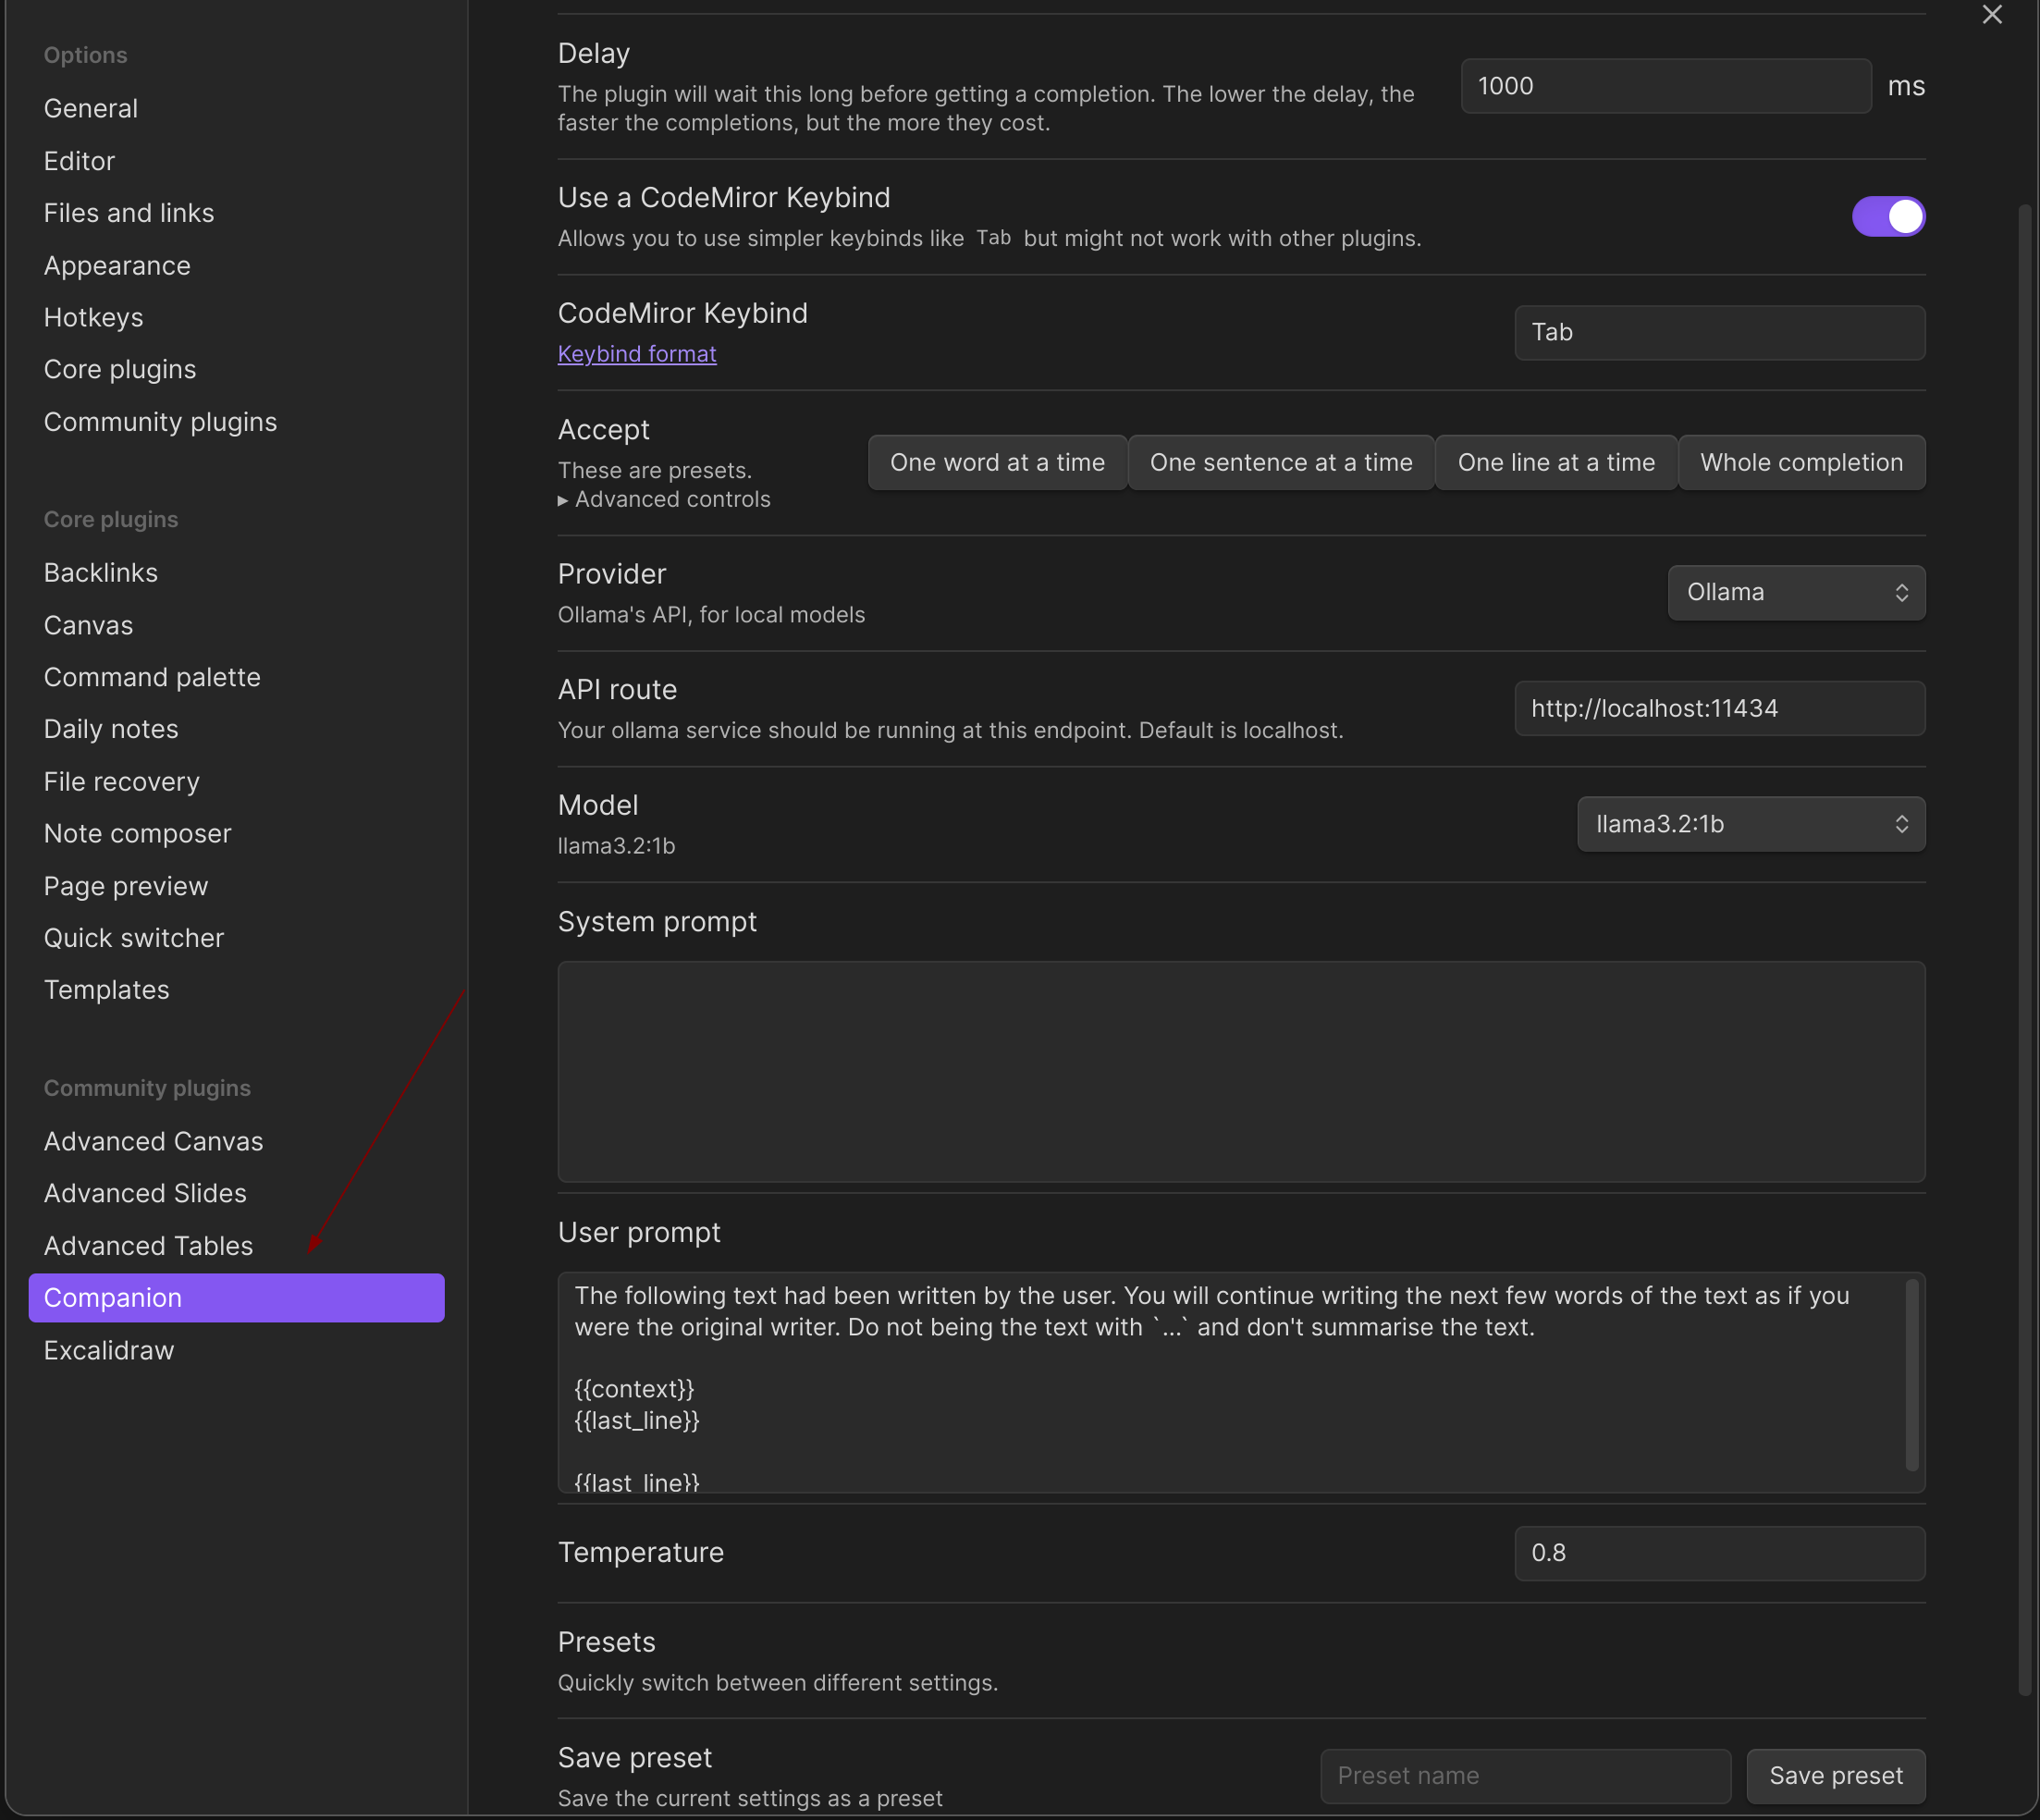 Options
General
Editor
Files and links
Appearance
Hotkeys
Core plugins
Community plugins
Core plugins
Backlinks
Canvas
Command palette
Daily notes
File recovery
Note composer
Page preview
Quick switcher
Templates
Community plugins
Advanced Canvas
Advanced Slides
Advanced Tables
Companion
Excalidraw
Delay
The plugin will wait this long before getting a completion. The lower the delay, the
faster the completions, but the more they cost.
1000
ms
Use a CodeMiror Keybind
Allows you to use simpler keybinds like Tab but might not work with other plugins.
CodeMiror Keybind
Keybind format
Tab
Accept
These are presets.
▸ Advanced controls
One word at a time
One sentence at a time
One line at a time
Whole completion
Provider
Ollama's API, for local models
Ollama
API route
Your ollama service should be running at this endpoint. Default is localhost.
http://localhost:11434
Model
llama3.2:1b
llama3.2:1b
System prompt
User prompt
The following text had been written by the user. You will continue writing the next few words of the text as if you
were the original writer. Do not being the text with `...` and don't summarise the text.
{{context}}
{{last_line}}
{{last_line}}
Temperature
0.8
Presets
Quickly switch between different settings.
Save preset
Save the current settings as a preset
Preset name
Save preset